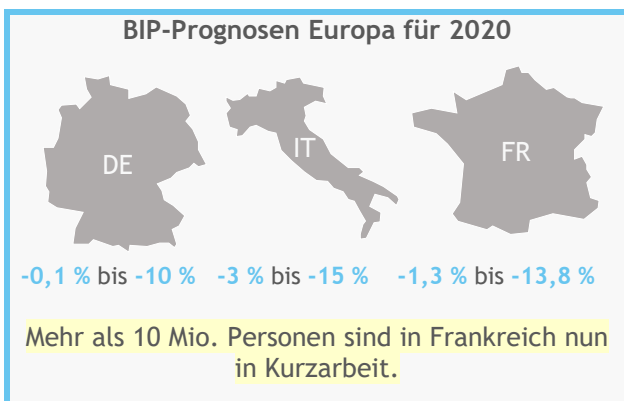 BIP-Prognosen Europa für 2020
DE
IT
FR
-0,1 % bis -10 %
-3 % bis -15 %
-1,3 % bis -13,8 %
Mehr als 10 Mio. Personen sind in Frankreich nun
in Kurzarbeit.